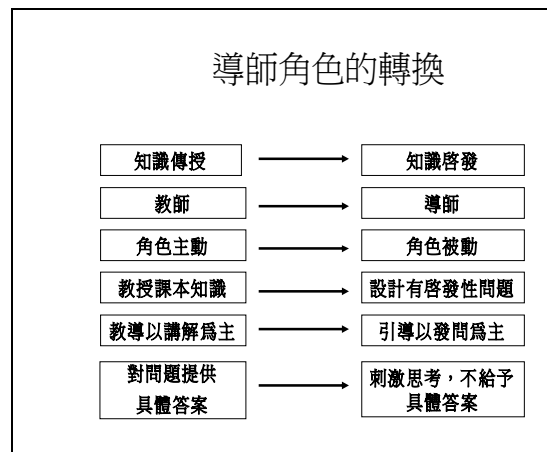 導師角色的轉換
知識傳授
知識啓發
教師
導師
角色主動
角色被動
教授課本知識
設計有啓發性問題
教導以講解爲主
引導以發問爲主
對問題提供
具體答案
刺激思考，不給予
具體答案